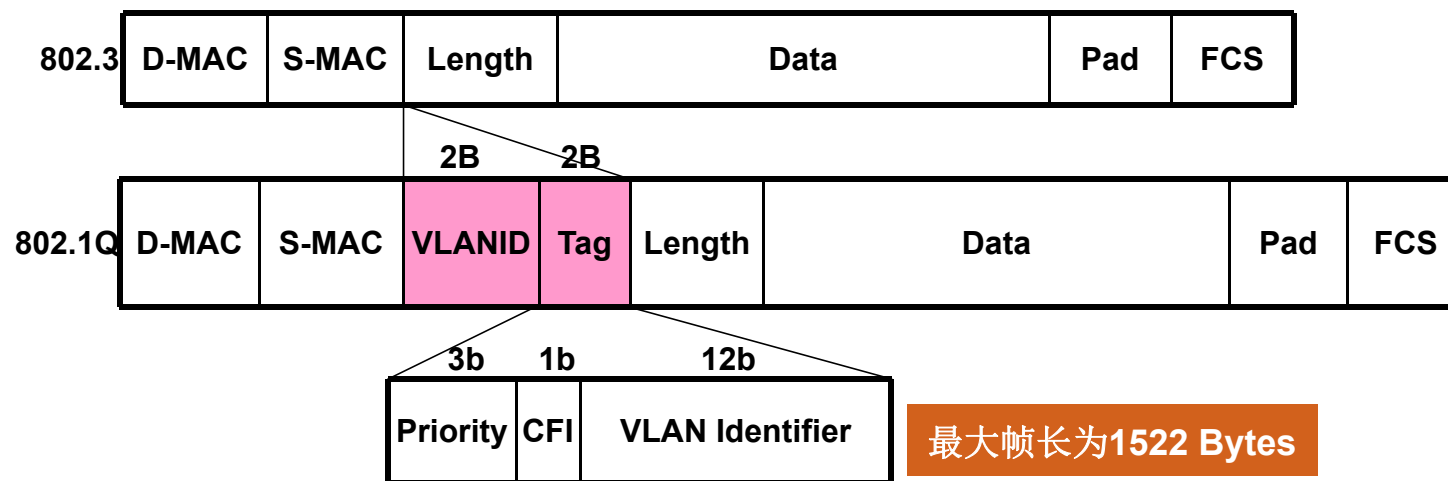 802.3 D-MAC S-MAC Length Data Pad FCS
2B 2B
802.1Q D-MAC S-MAC VLANID Tag Length Data Pad FCS
3b 1b 12b
Priority CFI VLAN Identifier
最大帧长为1522 Bytes